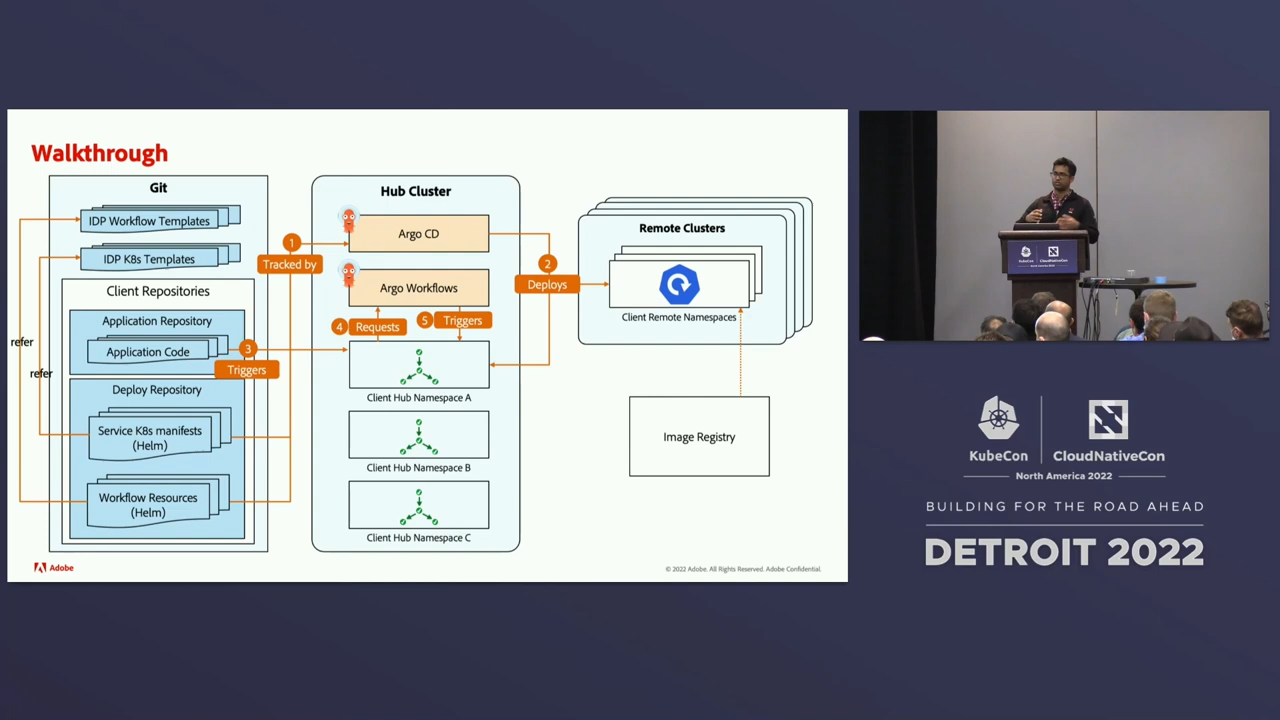 Walkthrough
Git
IDP Workflow Templates
IDP K8s Templates
Client Repositories
Application Repository
Application Code
Deploy Repository
Service K8s manifests
(Helm)
Workflow Resources
(Helm)
refer
refer
1
Tracked by
3
Triggers
Hub Cluster
Argo CD
Argo Workflows
4
Requests
5
Triggers
Client Hub Namespace A
Client Hub Namespace B
Client Hub Namespace C
2
Deploys
Remote Clusters
Client Remote Namespaces
Image Registry
Adobe
© 2022 Adobe. All Rights Reserved. Adobe Confidential.
KubeCon
CloudNativeCon
KubeCon
CloudNativeCon
North America 2022
BUILDING FOR THE ROAD AHEAD
DETROIT 2022